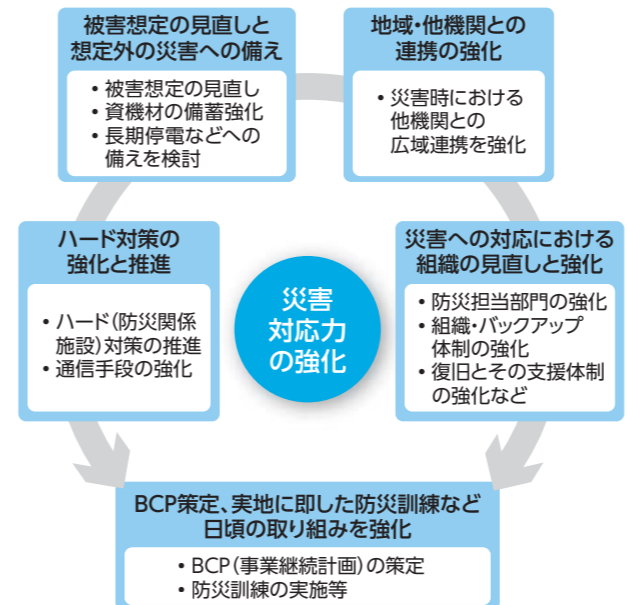 被害想定の見直しと
想定外の災害への備え
・被害想定の見直し
・資機材の備蓄強化
・長期停電などへの
備えを検討
地域・他機関との
連携の強化
・災害時における
他機関との
広域連携を強化
ハード対策の
強化と推進
・ハード(防災関係
施設)対策の推進
・通信手段の強化
災害
対応力
の強化
災害への対応における
組織の見直しと強化
・防災担当部門の強化
・組織・バックアップ
体制の強化
・復旧とその支援体制
の強化など
BCP策定、実地に即した防災訓練など
日頃の取り組みを強化
・BCP(事業継続計画)の策定
・防災訓練の実施等